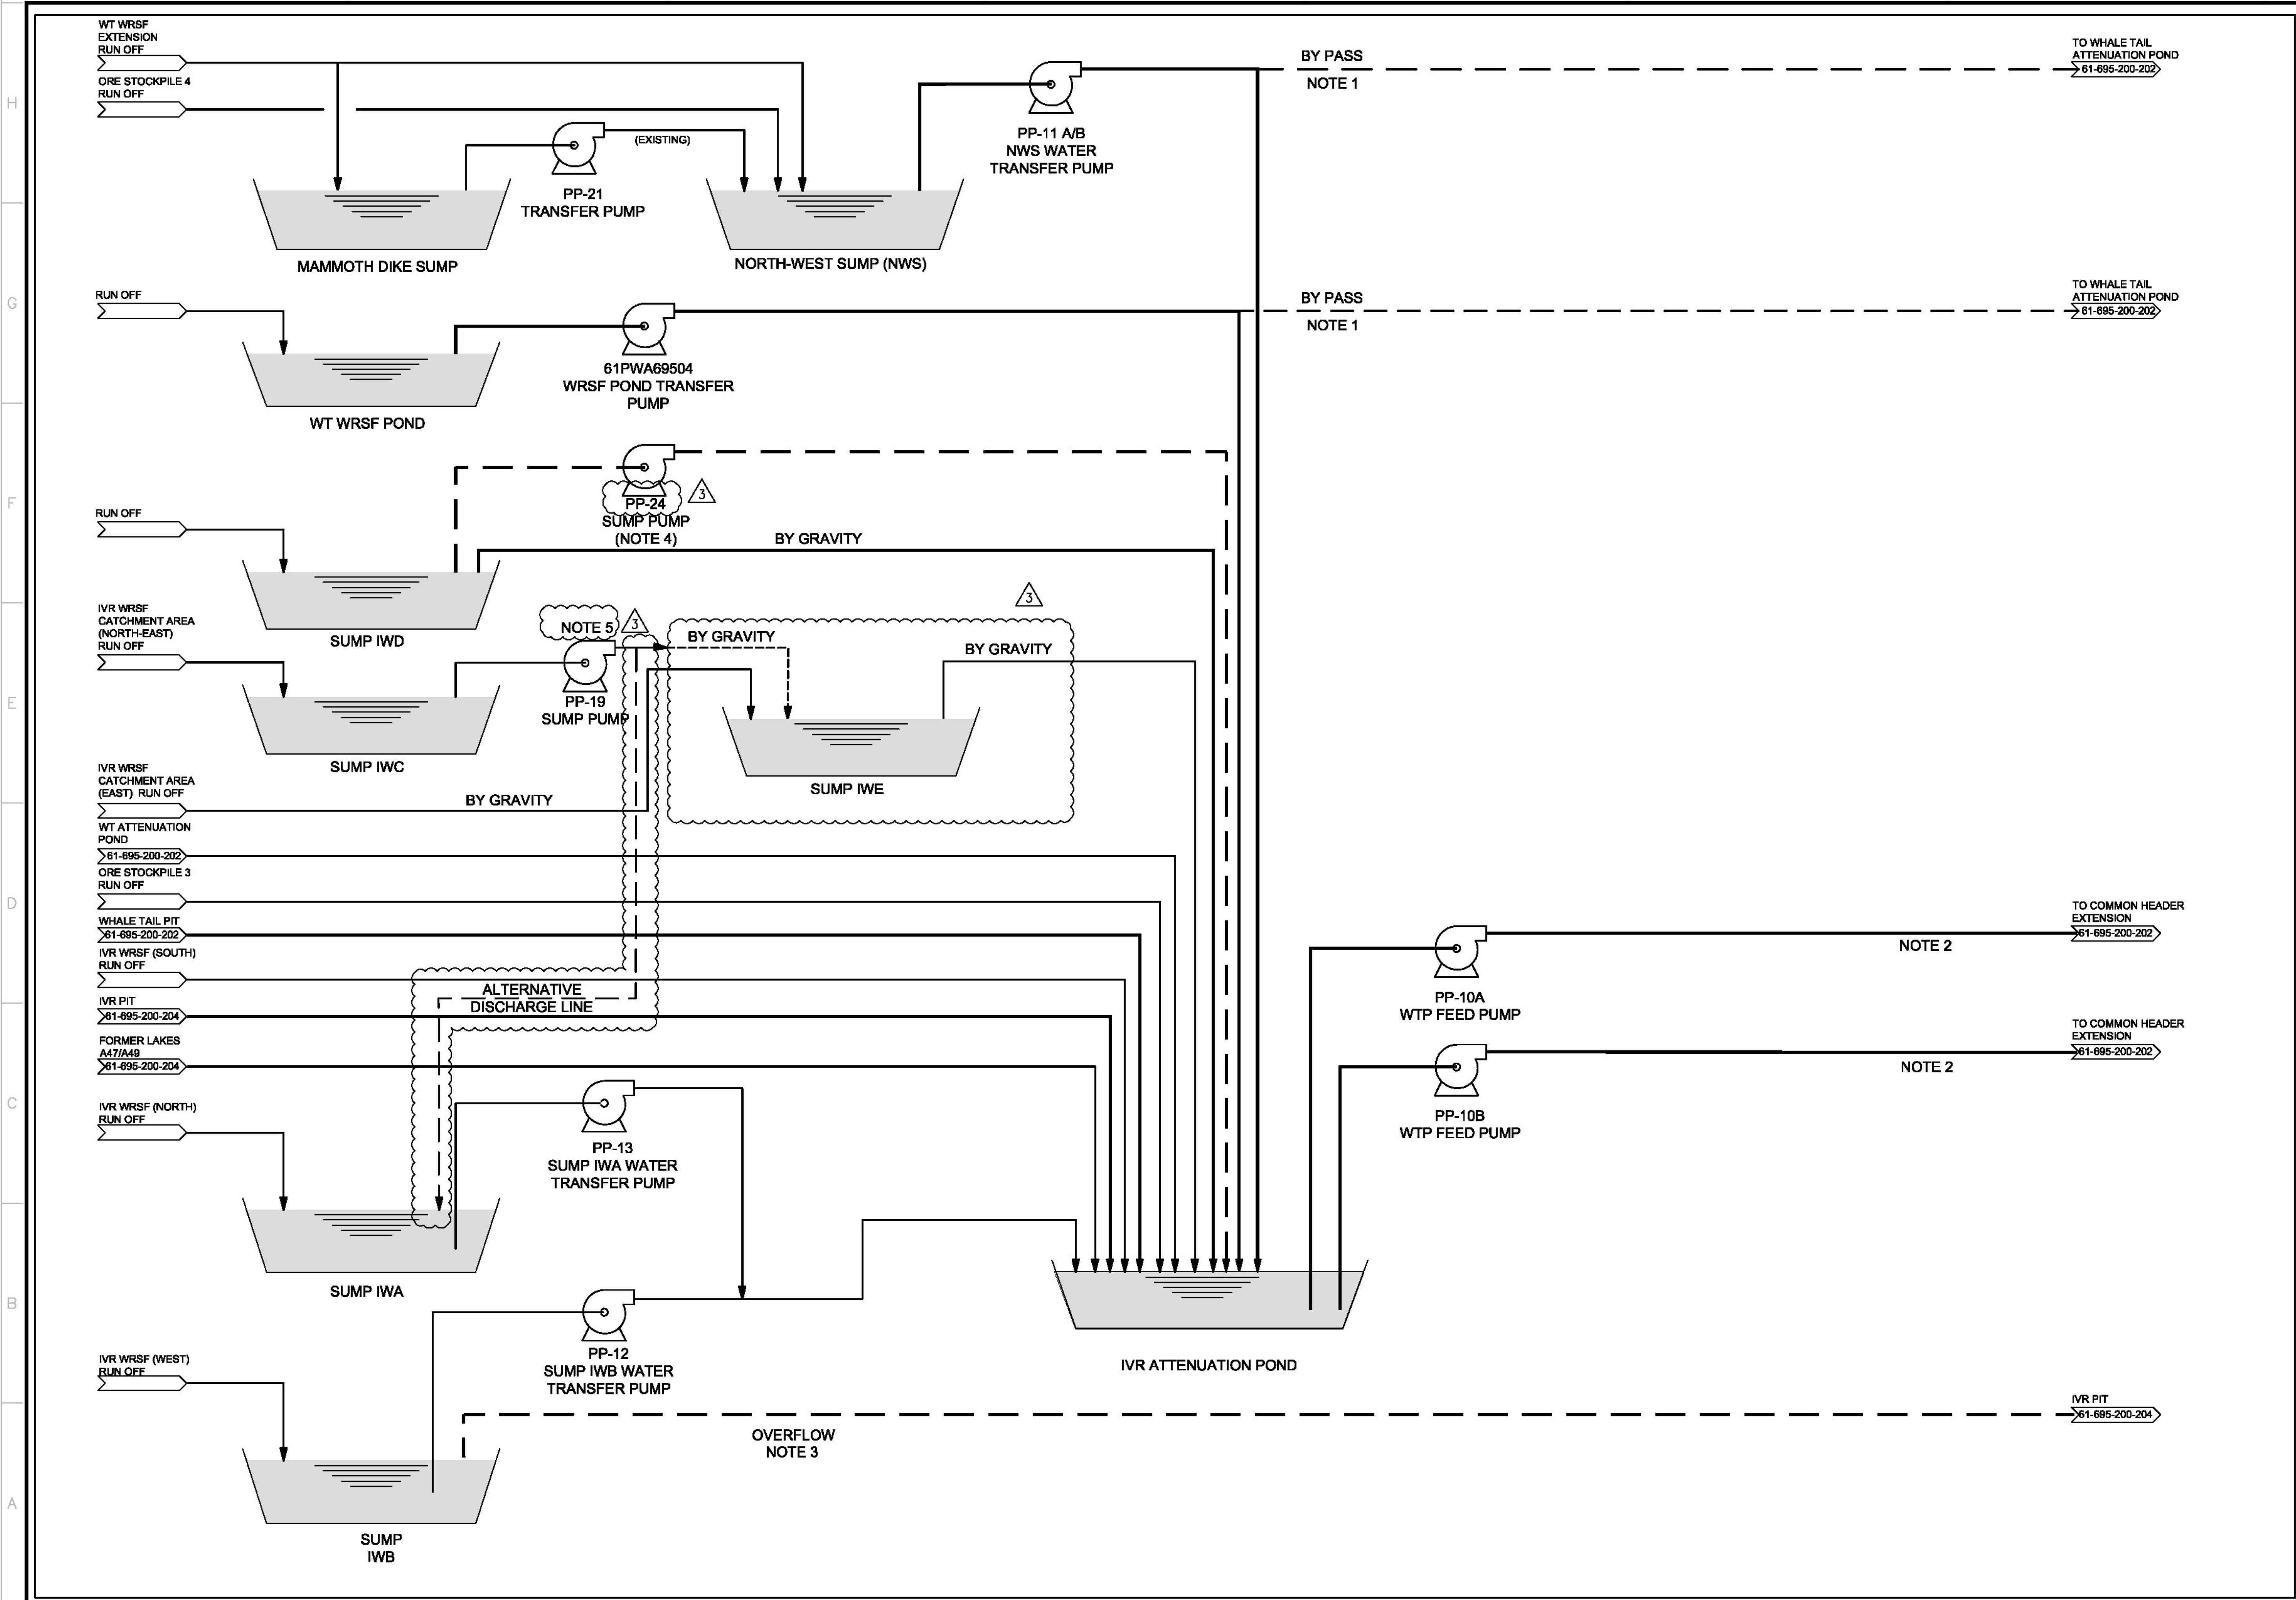 WT WRSF
EXTENSION
RUN OFF
ORE STOCKPILE 4
RUN OFF
BY PASS
NOTE 1
TO WHALE TAIL
ATTENUATION POND
61-695-200-202
H
(EXISTING)
PP-11 A/B
NWS WATER
TRANSFER PUMP
PP-21
TRANSFER PUMP
MAMMOTH DIKE SUMP
NORTH-WEST SUMP (NWS)
RUN OFF
G
BY PASS
NOTE 1
TO WHALE TAIL
ATTENUATION POND
61-695-200-202
61PWA69504
WRSF POND TRANSFER
PUMP
WT WRSF POND
F
PP-24
SUMP PUMP
(NOTE 4)
3
RUN OFF
BY GRAVITY
SUMP IWD
IVR WRSF
CATCHMENT AREA
(NORTH-EAST)
RUN OFF
NOTE 5
3
3
BY GRAVITY
BY GRAVITY
E
PP-19
SUMP PUMP
SUMP IWC
SUMP IWE
IVR WRSF
CATCHMENT AREA
(EAST) RUN OFF
BY GRAVITY
WT ATTENUATION
POND
61-695-200-202
ORE STOCKPILE 3
RUN OFF
D
WHALE TAIL PIT
61-695-200-202
IVR WRSF (SOUTH)
RUN OFF
ALTERNATIVE
DISCHARGE LINE
IVR PIT
61-695-200-204
FORMER LAKES
A47/A49
61-695-200-204
TO COMMON HEADER
EXTENSION
61-695-200-202
NOTE 2
PP-10A
WTP FEED PUMP
TO COMMON HEADER
EXTENSION
61-695-200-202
NOTE 2
PP-10B
WTP FEED PUMP
C
IVR WRSF (NORTH)
RUN OFF
PP-13
SUMP IWA WATER
TRANSFER PUMP
SUMP IWA
B
PP-12
SUMP IWB WATER
TRANSFER PUMP
IVR ATTENUATION POND
IVR WRSF (WEST)
RUN OFF
OVERFLOW
NOTE 3
IVR PIT
61-695-200-204
A
SUMP
IWB